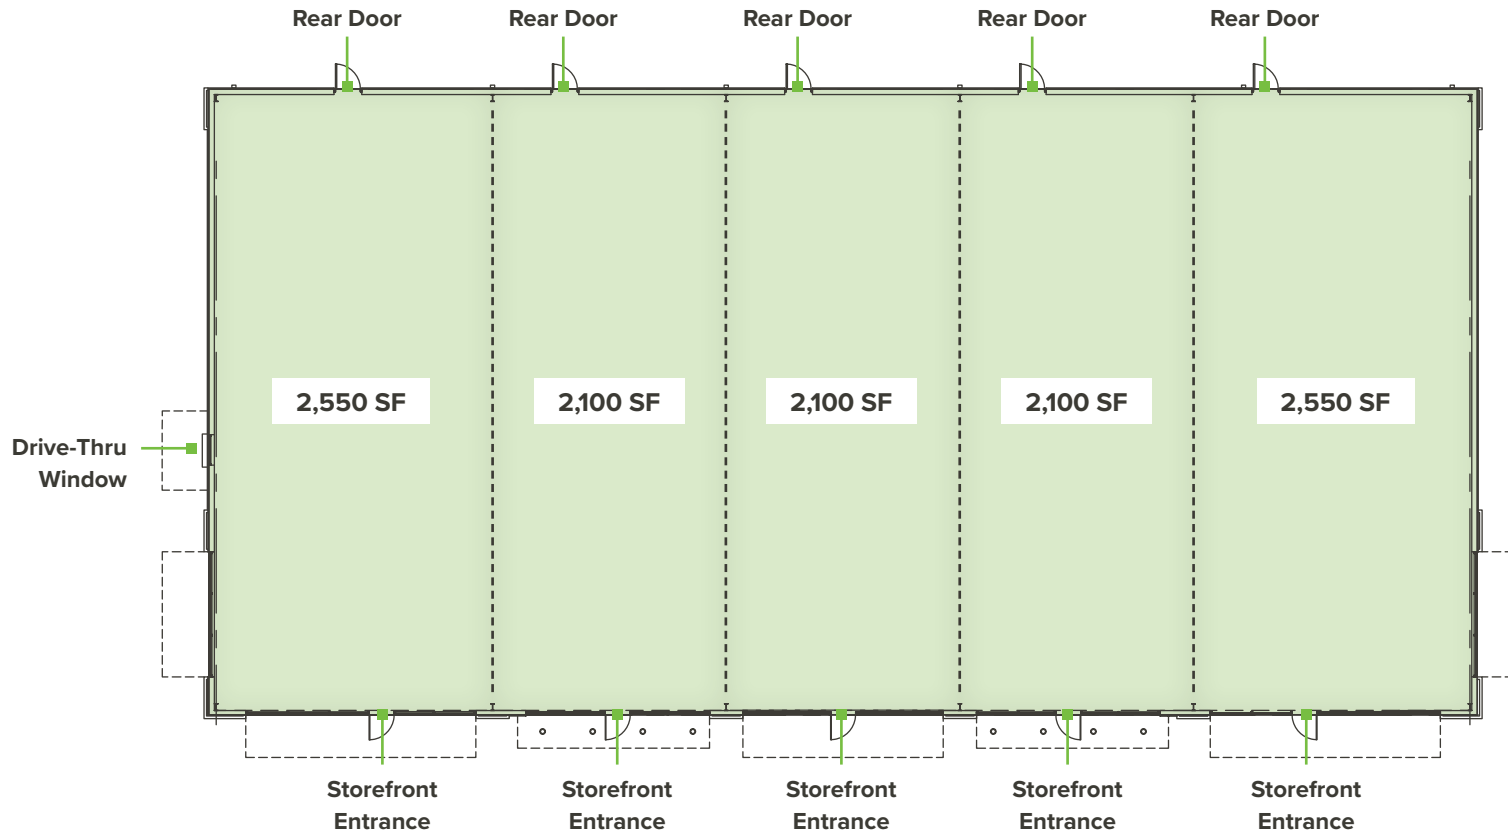 Rear Door
Rear Door
Rear Door
Rear Door
Rear Door
2,550 SF
2,100 SF
2,100 SF
2,100 SF
2,550 SF
Drive-Thru
Window
Storefront
Entrance
Storefront
Entrance
Storefront
Entrance
Storefront
Entrance
Storefront
Entrance